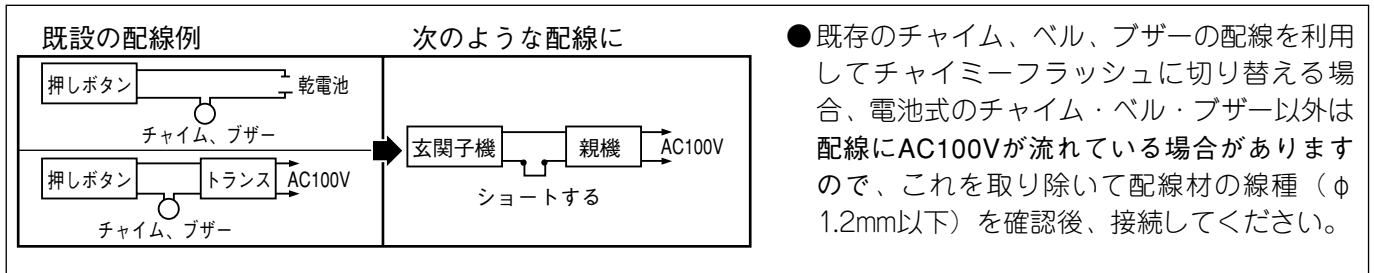 既設の配線例
押しボタン
乾電池
チャイム、ブザー
押しボタン
トランス
AC100V
チャイム、ブザー
次のような配線に
玄関子機
親機
AC100V
ショートする
●既存のチャイム、ベル、ブザーの配線を利用
してチャイミーフラッシュに切り替える場
合、電池式のチャイム・ベル・ブザー以外は
配線にAC100Vが流れている場合があります
ので、これを取り除いて配線材の線種（φ
1.2mm以下）を確認後、接続してください。